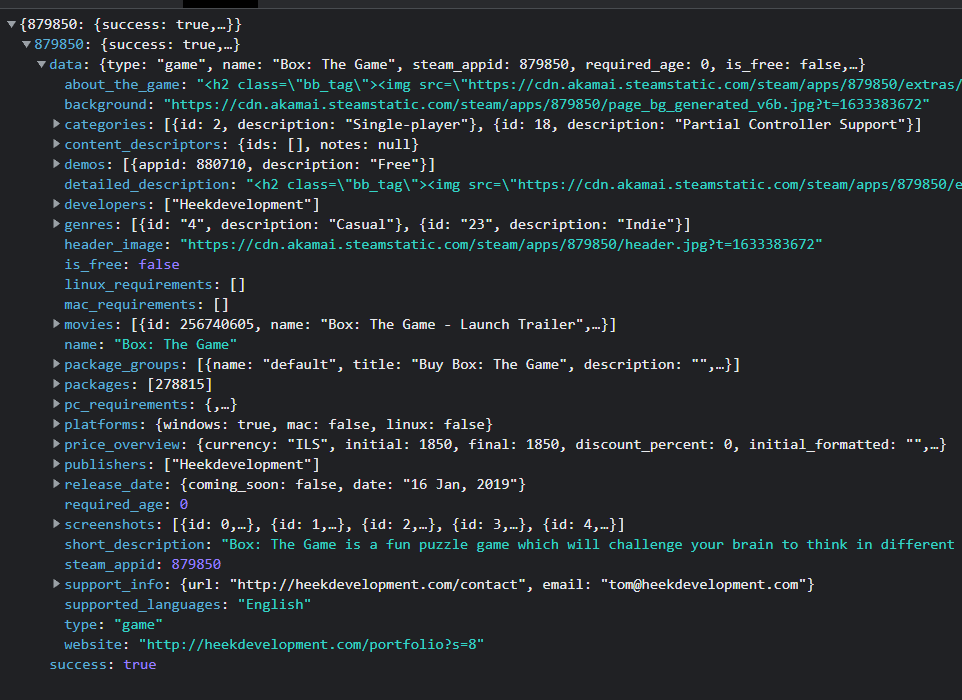 {879850: {success: true,…}}
879850: {success: true,…}
data: {type: "game", name: "Box: The Game", steam_appid: 879850, required_age: 0, is_free: false,…}
about_the_game: "<h2 class=\"bb_tag\"><img src=\"https://cdn.akamai.steamstatic.com/steam/apps/879850/extras/
background: "https://cdn.akamai.steamstatic.com/steam/apps/879850/page_bg_generated_v6b.jpg?t=1633383672"
categories: [{id: 2, description: "Single-player"}, {id: 18, description: "Partial Controller Support"}]
content_descriptors: {ids: [], notes: null}
demos: [{appid: 880710, description: "Free"}]
detailed_description: "<h2 class=\"bb_tag\"><img src=\"https://cdn.akamai.steamstatic.com/steam/apps/879850/e
developers: ["Heekdevelopment"]
genres: [{id: "4", description: "Casual"}, {id: "23", description: "Indie"}]
header_image: "https://cdn.akamai.steamstatic.com/steam/apps/879850/header.jpg?t=1633383672"
is_free: false
linux_requirements: []
mac_requirements: []
movies: [{id: 256740605, name: "Box: The Game - Launch Trailer",…}]
name: "Box: The Game"
package_groups: [{name: "default", title: "Buy Box: The Game", description: "",…}]
packages: [278815]
pc_requirements: {,…}
platforms: {windows: true, mac: false, linux: false}
price_overview: {currency: "ILS", initial: 1850, final: 1850, discount_percent: 0, initial_formatted: "",…}
publishers: ["Heekdevelopment"]
release_date: {coming_soon: false, date: "16 Jan, 2019"}
required_age: 0
screenshots: [{id: 0,…}, {id: 1,…}, {id: 2,…}, {id: 3,…}, {id: 4,…}]
short_description: "Box: The Game is a fun puzzle game which will challenge your brain to think in different
steam_appid: 879850
support_info: {url: "http://heekdevelopment.com/contact", email: "tom@heekdevelopment.com"}
supported_languages: "English"
type: "game"
website: "http://heekdevelopment.com/portfolio?s=8"
success: true